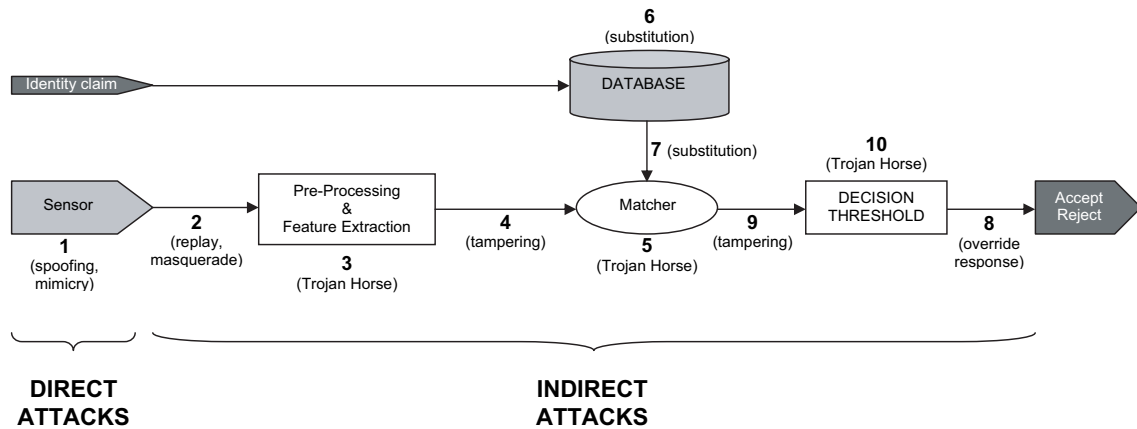 6
(substitution)
Identity claim
DATABASE
7 (substitution)
10
(Trojan Horse)
Sensor
Pre-Processing
&
Feature Extraction
Matcher
DECISION
THRESHOLD
Accept
Reject
1
(spoofing,
mimicry)
2
(replay,
masquerade)
3
(Trojan Horse)
4
(tampering)
5
(Trojan Horse)
9
(tampering)
8
(override
response)
DIRECT
ATTACKS
INDIRECT
ATTACKS